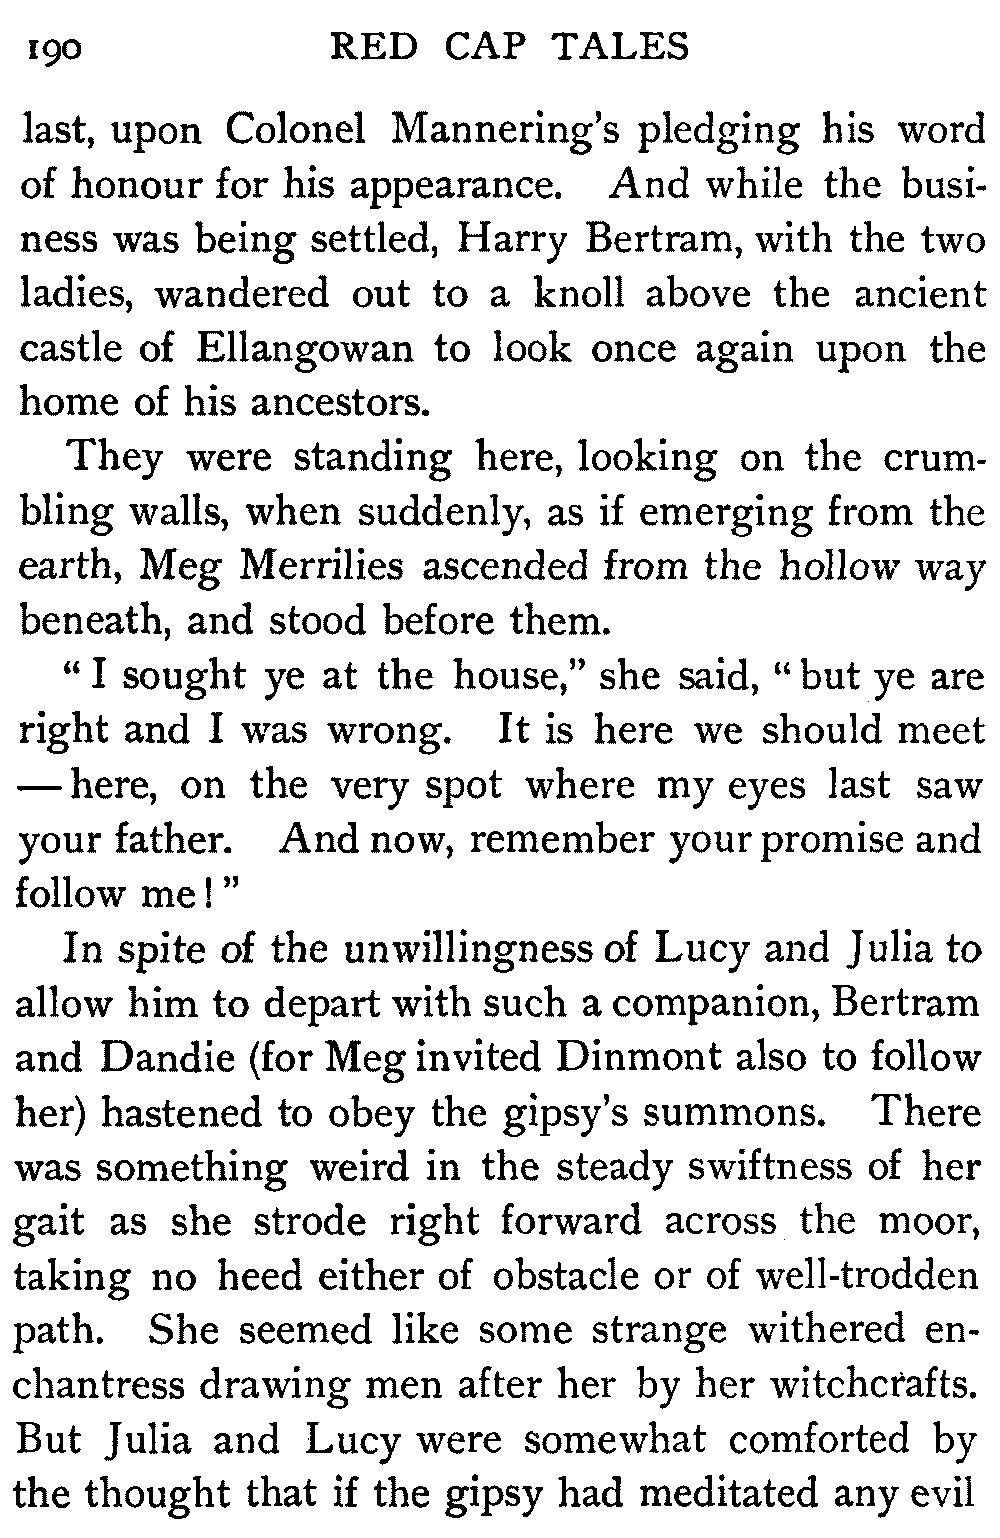 190 RED CAP TALES
last, upon Colonel Mannering's pledging his word
of honour for his appearance. And while the busi-
ness was being settled, Harry Bertram, with the two
ladies, wandered out to a knoll above the ancient
castle of Ellangowan to look once again upon the
home of his ancestors.
They were standing here, looking on the crum-
bling walls, when suddenly, as if emerging from the
earth, Meg Merrilies ascended from the hollow way
beneath, and stood before them.
“ I sought ye at the house,” she said, “ but ye are
right and I was wrong. It is here we should meet
— here, on the very spot where my eyes last saw
your father. And now, remember your promise and
follow me ! ”
In spite of the unwillingness of Lucy and Julia to
allow him to depart with such a companion, Bertram
and Dandie (for Meg invited Dinmont also to follow
her) hastened to obey the gipsy's summons. There
was something weird in the steady swiftness of her
gait as she strode right forward across the moor,
taking no heed either of obstacle or of well-trodden
path. She seemed like some strange withered en-
chantress drawing men after her by her witchcrafts.
But Julia and Lucy were somewhat comforted by
the thought that if the gipsy had meditated any evil